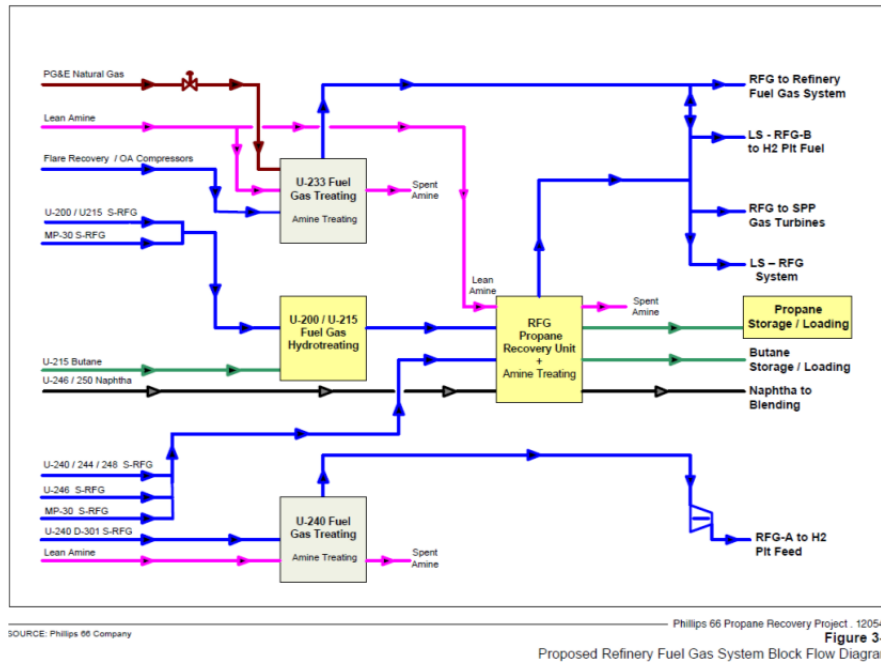 PG&E Natural Gas
Lean Amine
Flare Recovery / OA Compressors
U-200 / U215 S-RFG
MP-30 S-RFG
U-215 Butane
U-246 / 250 Naphtha
U-240 / 244 / 248 S-RFG
U-246 S-RFG
MP-30 S-RFG
U-240 D-301 S-RFG
Lean Amine
U-233 Fuel
Gas Treating
Amine Treating
Spent
Amine
U-200 / U-215
Fuel Gas
Hydrotreating
Lean
Amine
RFG
Propane
Recovery Unit
+
Amine Treating
Spent
Amine
U-240 Fuel
Gas Treating
Amine Treating
Spent
Amine
RFG to Refinery
Fuel Gas System
LS - RFG-B
to H2 Plt Fuel
RFG to SPP
Gas Turbines
LS – RFG
System
Propane
Storage / Loading
Butane
Storage / Loading
Naphtha to
Blending
RFG-A to H2
Plt Feed
SOURCE: Phillips 66 Company
Phillips 66 Propane Recovery Project . 12054
Figure 3-
Proposed Refinery Fuel Gas System Block Flow Diagra